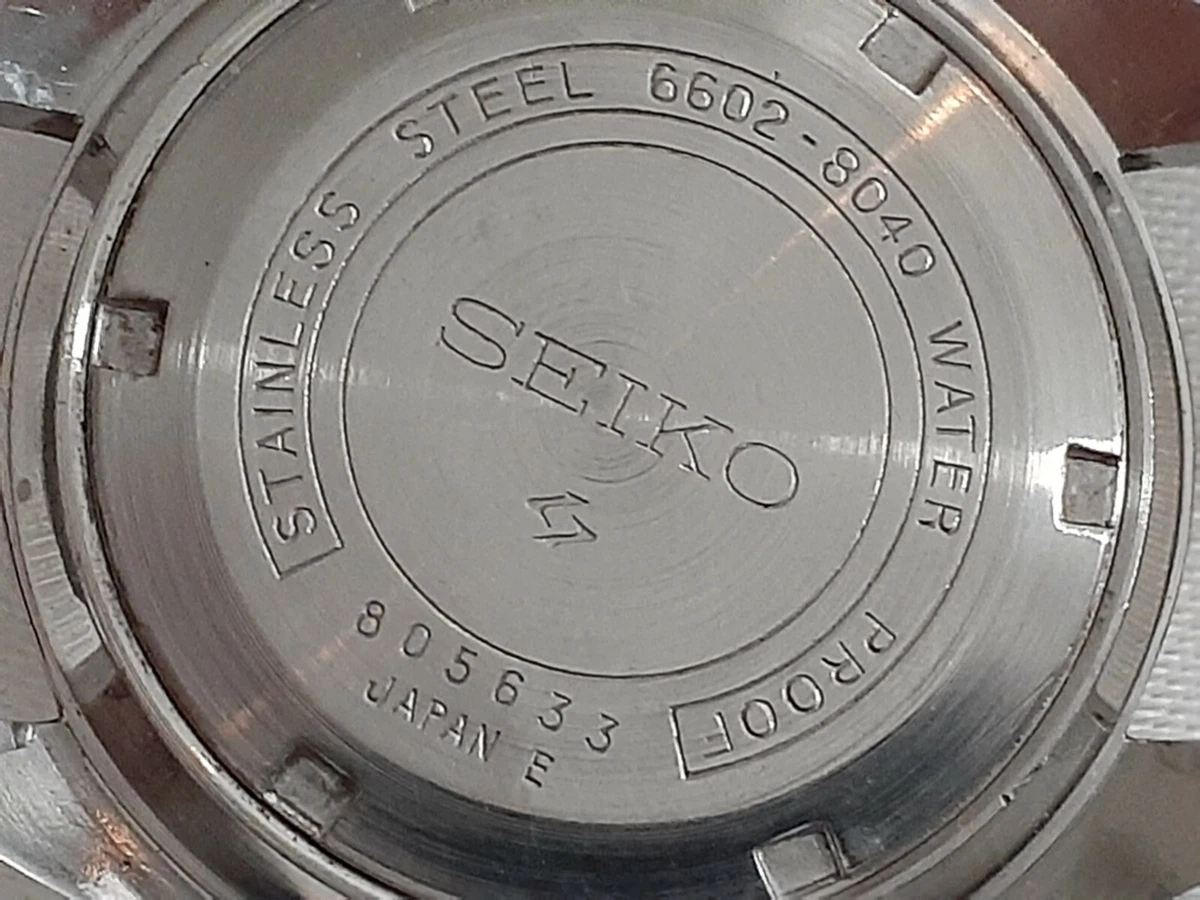 STAINLESS STEEL 6602-8040 WATER PROOF
SEIKO
805633
JAPAN E